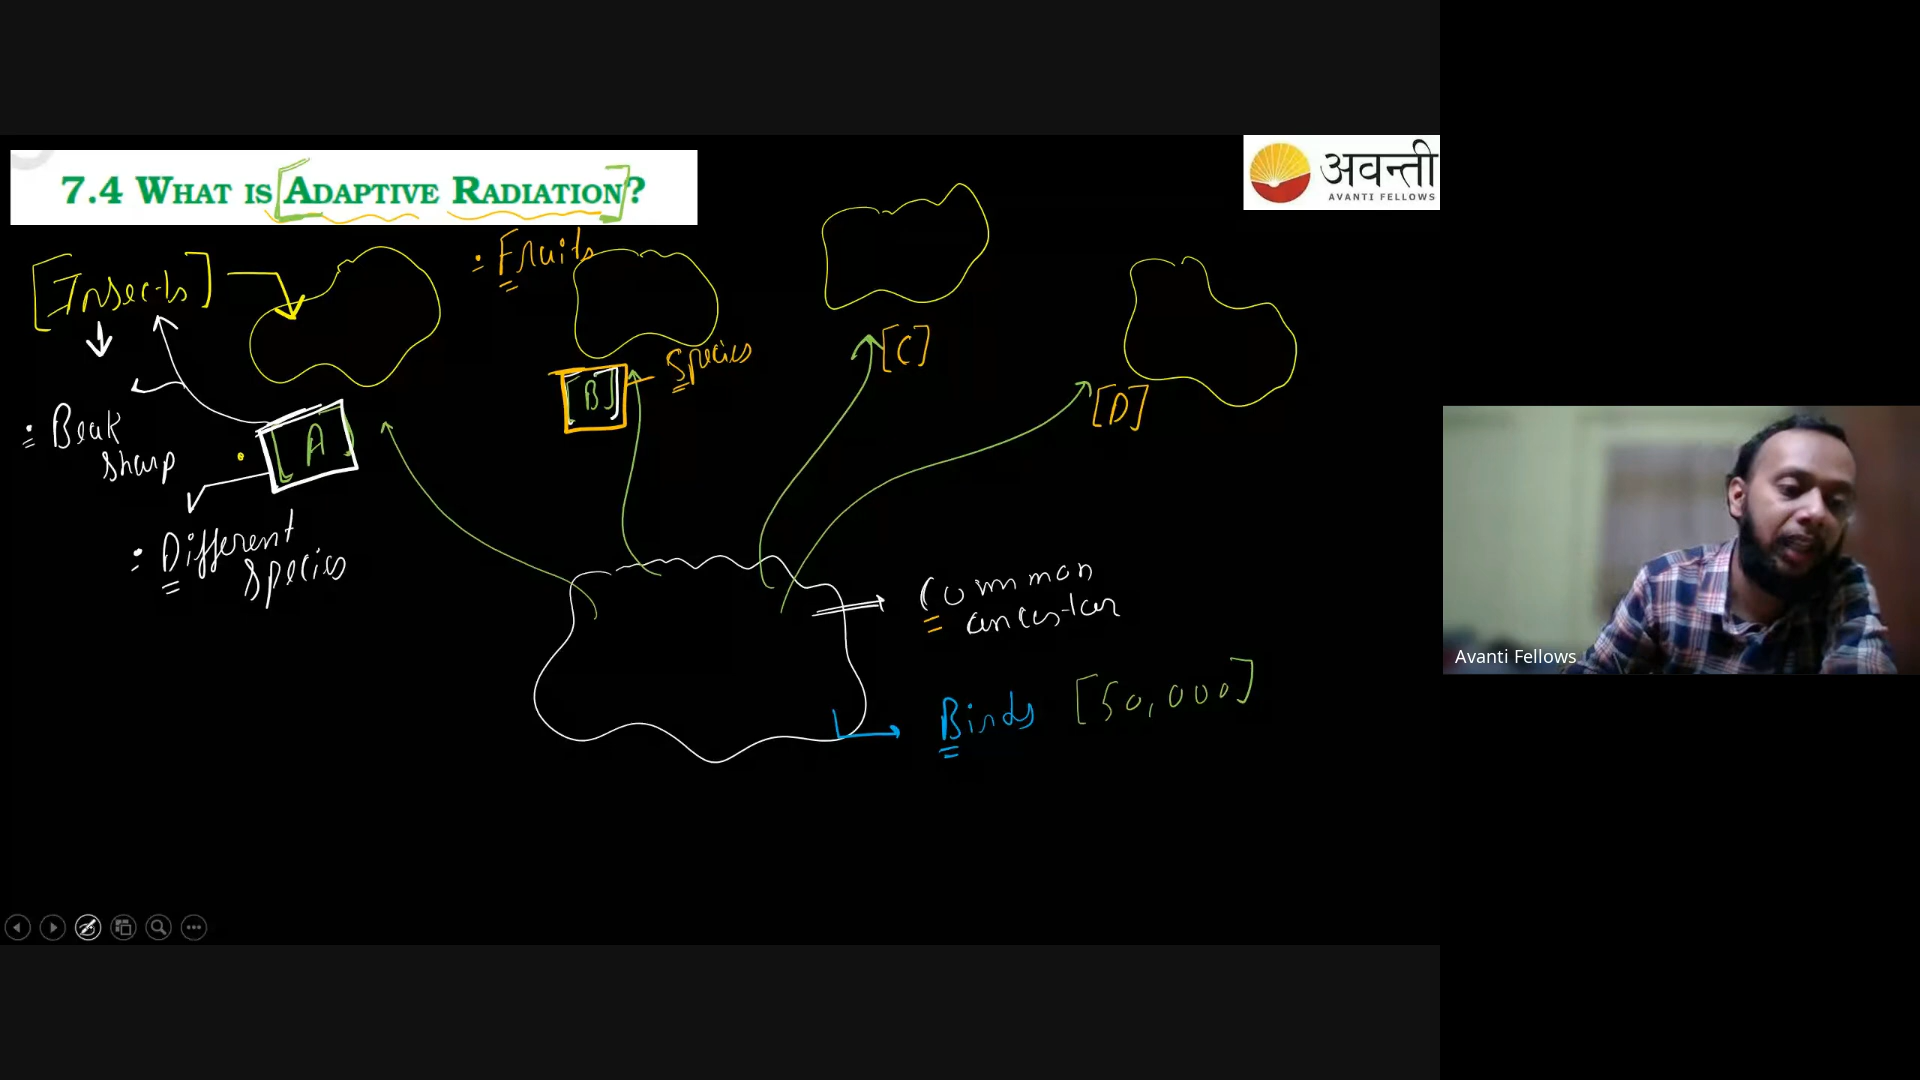 7.4 WHAT IS ADAPTIVE RADIATION?
अवन्ती
AVANTI FELLOWS
: Fruits
[Insects]
Species
[C]
[B]
[D]
: Beak
sharp
[A]
: Different
species
Common
ancestor
Birds [50,000]
Avanti Fellows